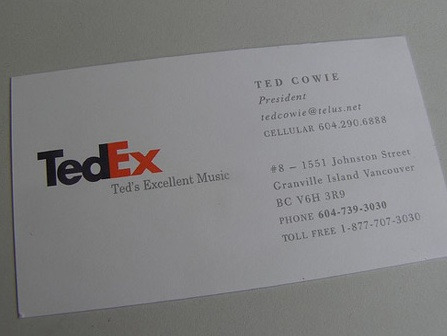 TedEx
Ted's Excellent Music
TED COWIE
President
tedcowie@telus.net
CELLULAR 604.290.6888
#8 – 1551 Johnston Street
Granville Island Vancouver
BC V6H 3R9
PHONE 604-739-3030
TOLL FREE 1-877-707-3030